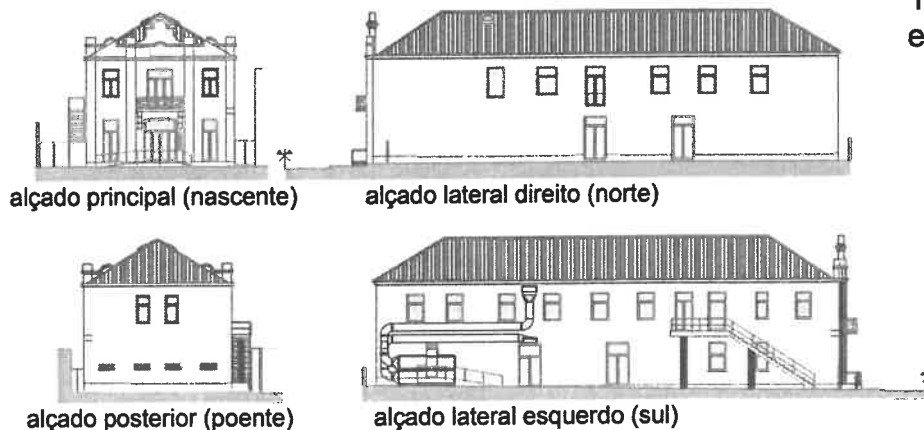 alçado principal (nascente)
alçado lateral direito (norte)
alçado posterior (poente)
alçado lateral esquerdo (sul)
e